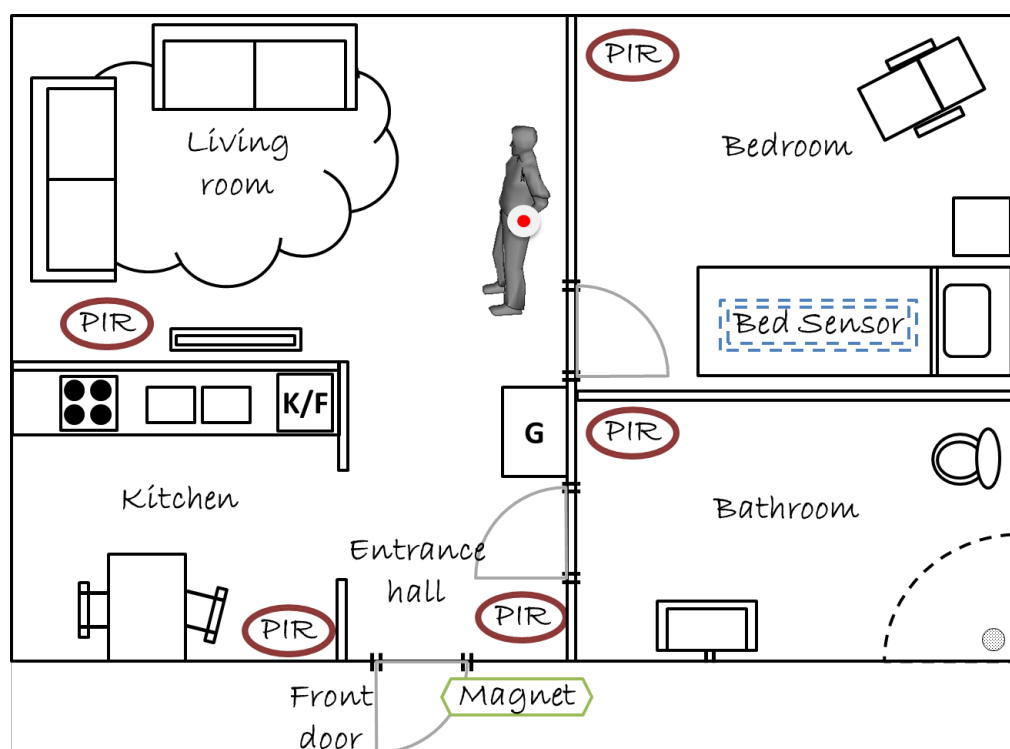 PIR
Living
room
Bedroom
PIR
Bed Sensor
K/F
G
PIR
Kitchen
Bathroom
Entrance
hall
PIR
PIR
Front
door
Magnet